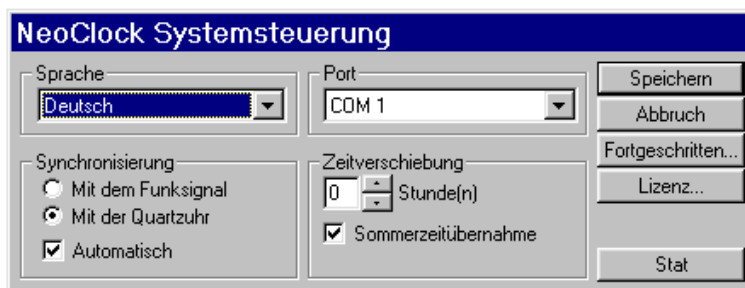 NeoClock Systemsteuerung
Sprache
Deutsch
Port
COM 1
Synchronisierung
Mit dem Funksignal
Mit der Quartzuhr
Automatisch
Zeitverschiebung
0 Stunde(n)
Sommerzeitübernahme
Speichern
Abbruch
Fortgeschritten...
Lizenz...
Stat